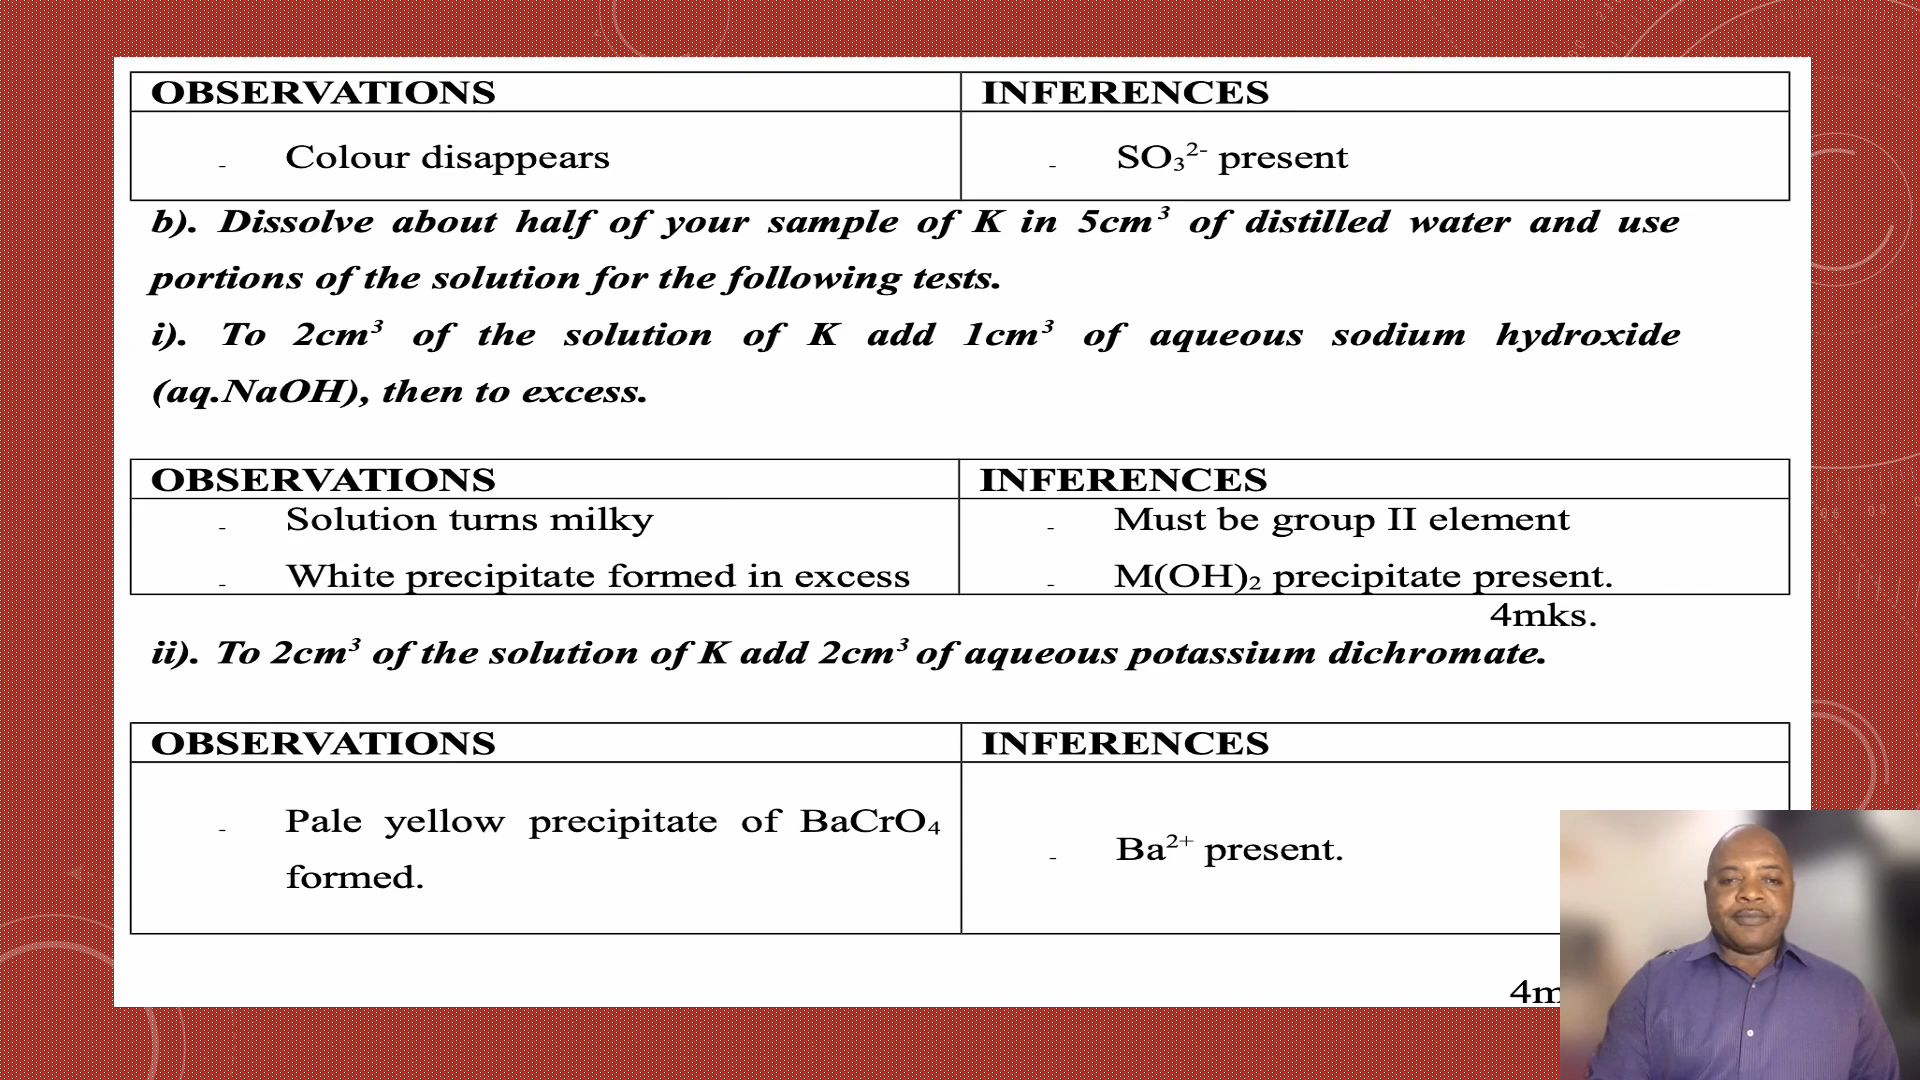 OBSERVATIONS INFERENCES
- Colour disappears - SO₃²⁻ present
b). Dissolve about half of your sample of K in 5cm³ of distilled water and use
portions of the solution for the following tests.
i). To 2cm³ of the solution of K add 1cm³ of aqueous sodium hydroxide
(aq.NaOH), then to excess.
OBSERVATIONS INFERENCES
- Solution turns milky - Must be group II element
- White precipitate formed in excess - M(OH)₂ precipitate present.
4mks.
ii). To 2cm³ of the solution of K add 2cm³ of aqueous potassium dichromate.
OBSERVATIONS INFERENCES
- Pale yellow precipitate of BaCrO₄
formed.
- Ba²⁺ present.